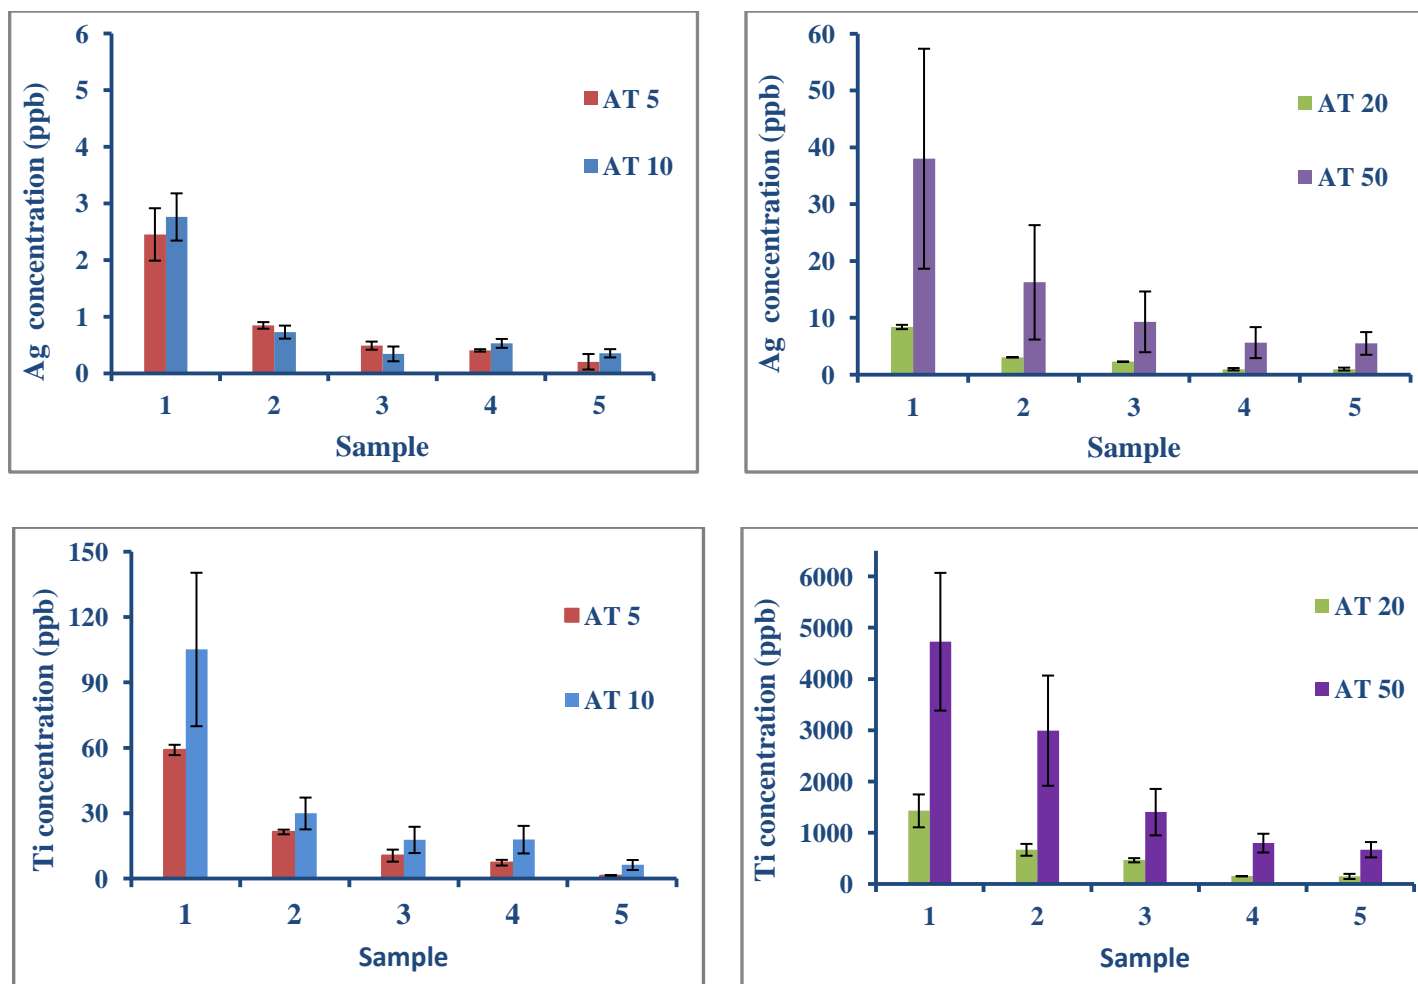 6
5
4
3
2
1
0
Ag concentration (ppb)
AT 5
AT 10
1 2 3 4 5
Sample
60
50
40
30
20
10
0
Ag concentration (ppb)
AT 20
AT 50
1 2 3 4 5
Sample
150
120
90
60
30
0
Ti concentration (ppb)
AT 5
AT 10
1 2 3 4 5
Sample
6000
5000
4000
3000
2000
1000
0
Ti concentration (ppb)
AT 20
AT 50
1 2 3 4 5
Sample